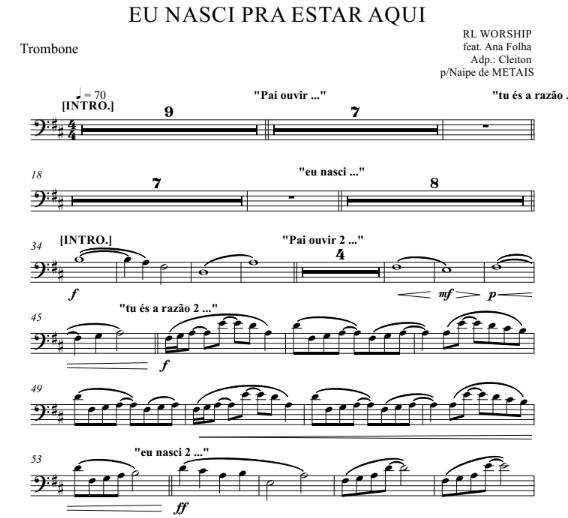 EU NASCI PRA ESTAR AQUI
Trombone
RL WORSHIP
feat. Ana Folha
Adp.: Cleiton
p/Naipe de METAIS
♩ = 70
[INTRO.]
"Pai ouvir ..."
"tu és a razão .
9
7
4
4
18
"eu nasci ..."
7
8
34
[INTRO.]
"Pai ouvir 2 ..."
4
f
mf
p
45
"tu és a razão 2 ..."
f
49
53
"eu nasci 2 ..."
ff